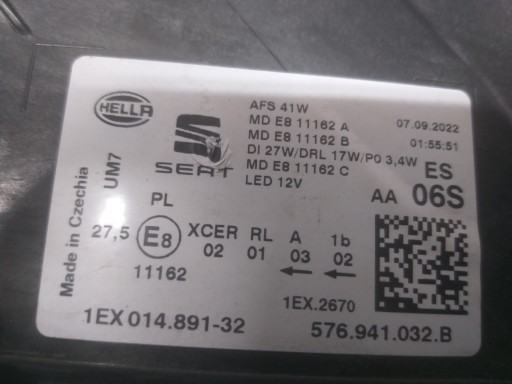 HELLA
SEAT
AFS 41W
MD E8 11162 A
MD E8 11162 B
DI 27W/DRL 17W/PO 3,4W
MD E8 11162 C
LED 12V
07.09.2022
01:55:51
ES
AA 06S
Made in Czechia
UM7
PL
27,5 E8 XCER RL A 1b
02 01 03 02
11162
1EX.2670
1EX 014.891-32
576.941.032.B